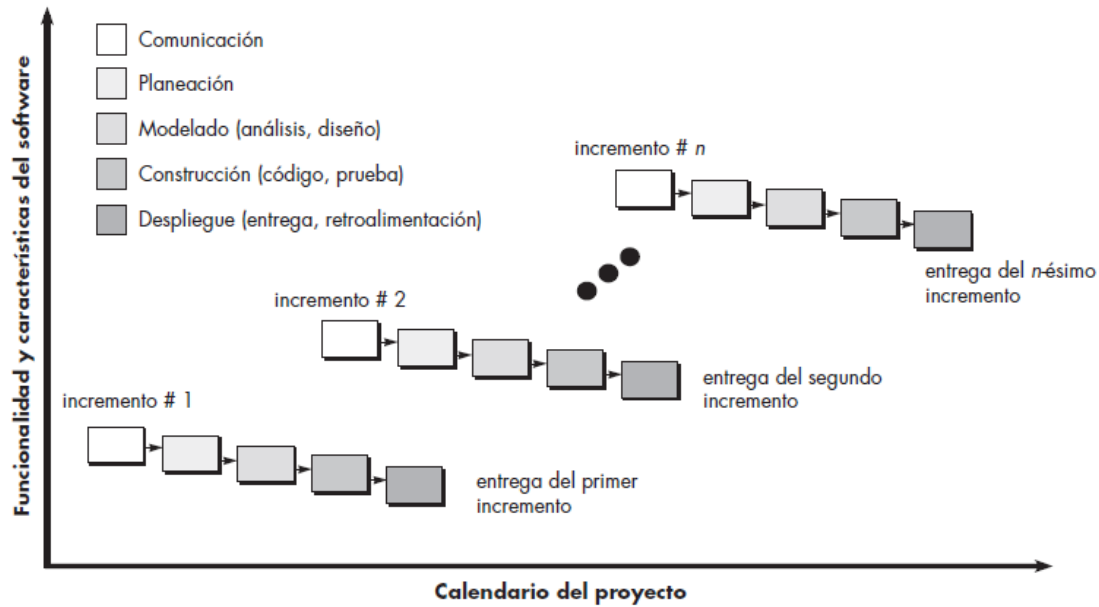 Funcionalidad y características del software
Comunicación
Planeación
Modelado (análisis, diseño)
Construcción (código, prueba)
Despliegue (entrega, retroalimentación)
incremento # n
entrega del n-ésimo
incremento
incremento # 2
entrega del segundo
incremento
incremento # 1
entrega del primer
incremento
Calendario del proyecto